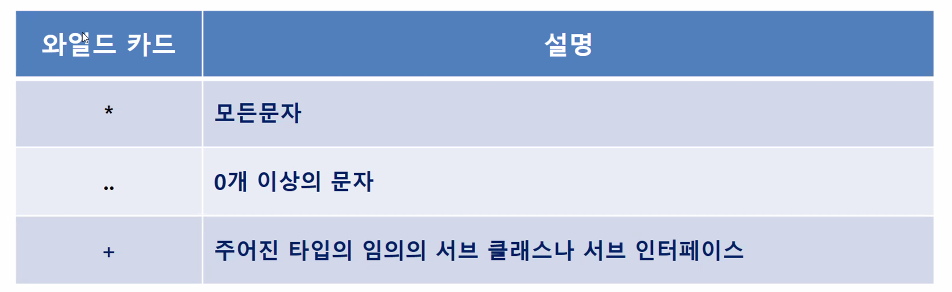 와일드 카드 설명
* 모든문자
.. 0개 이상의 문자
+ 주어진 타입의 임의의 서브 클래스나 서브 인터페이스